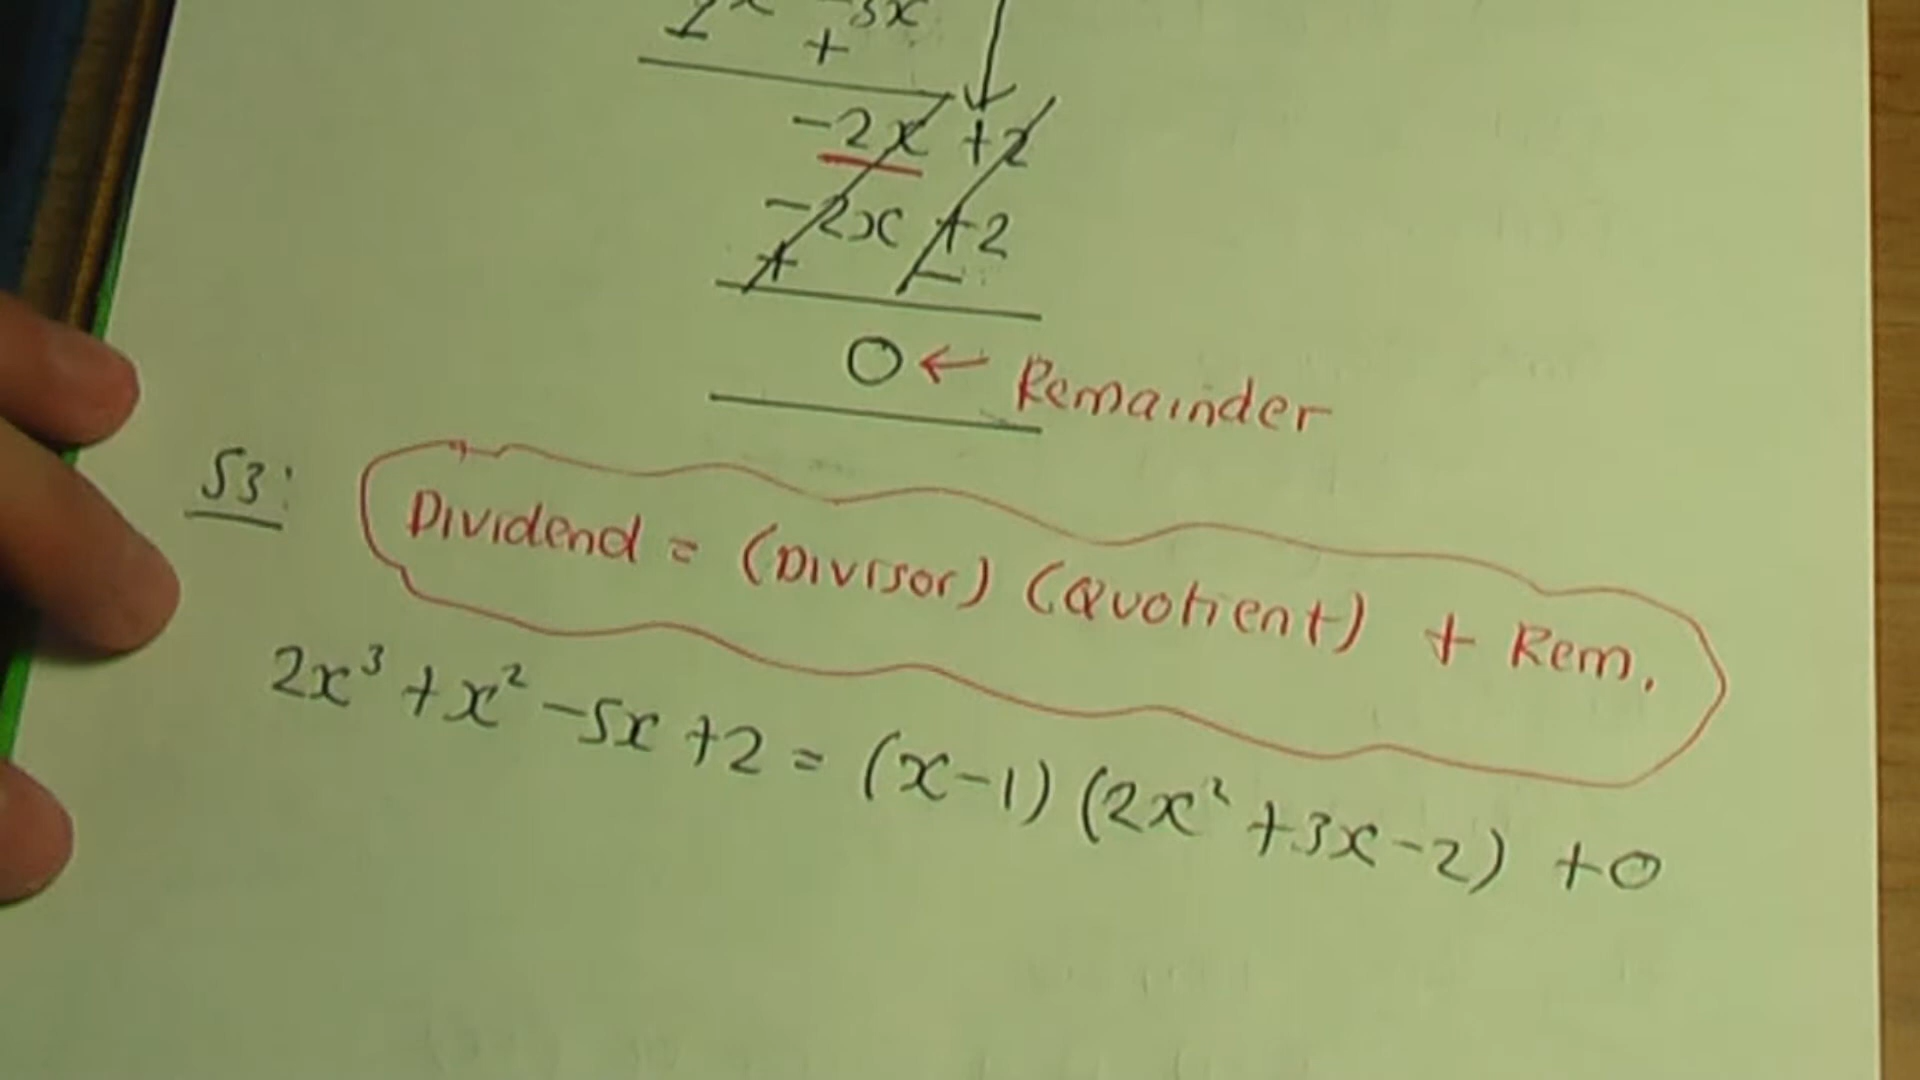 -3x
+
-2x +2
-2x +2
+ -
0 ← Remainder
S3:
Dividend = (Divisor) (Quotient) + Rem.
2x³ + x² - 5x + 2 = (x-1) (2x² + 3x - 2) + 0